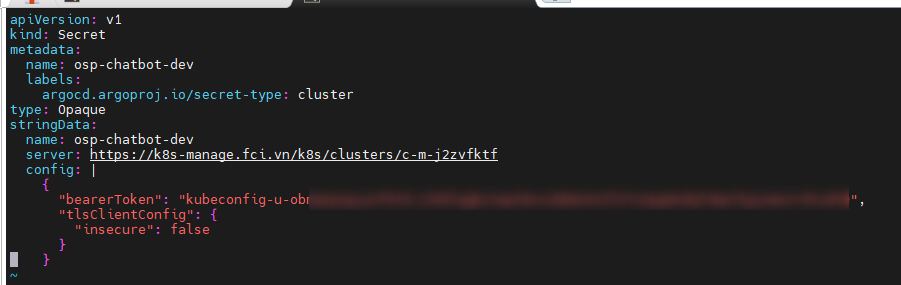 apiVersion: v1
kind: Secret
metadata:
  name: osp-chatbot-dev
  labels:
    argocd.argoproj.io/secret-type: cluster
type: Opaque
stringData:
  name: osp-chatbot-dev
  server: https://k8s-manage.fci.vn/k8s/clusters/c-m-j2zvfktf
  config: |
    {
      "bearerToken": "kubeconfig-u-ob ",
      "tlsClientConfig": {
        "insecure": false
      }
    }
~